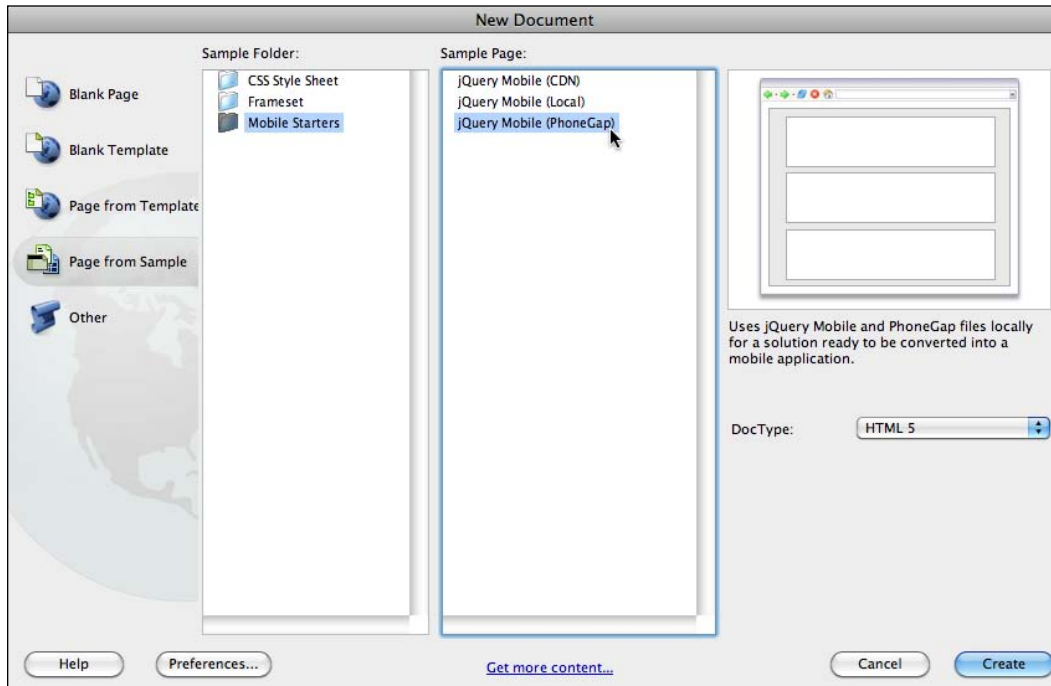 New Document
Blank Page
Blank Template
Page from Template
Page from Sample
Other
Sample Folder:
CSS Style Sheet
Frameset
Mobile Starters
Sample Page:
jQuery Mobile (CDN)
jQuery Mobile (Local)
jQuery Mobile (PhoneGap)
Uses jQuery Mobile and PhoneGap files locally
for a solution ready to be converted into a
mobile application.
DocType:
HTML 5
Help
Preferences...
Get more content...
Cancel
Create